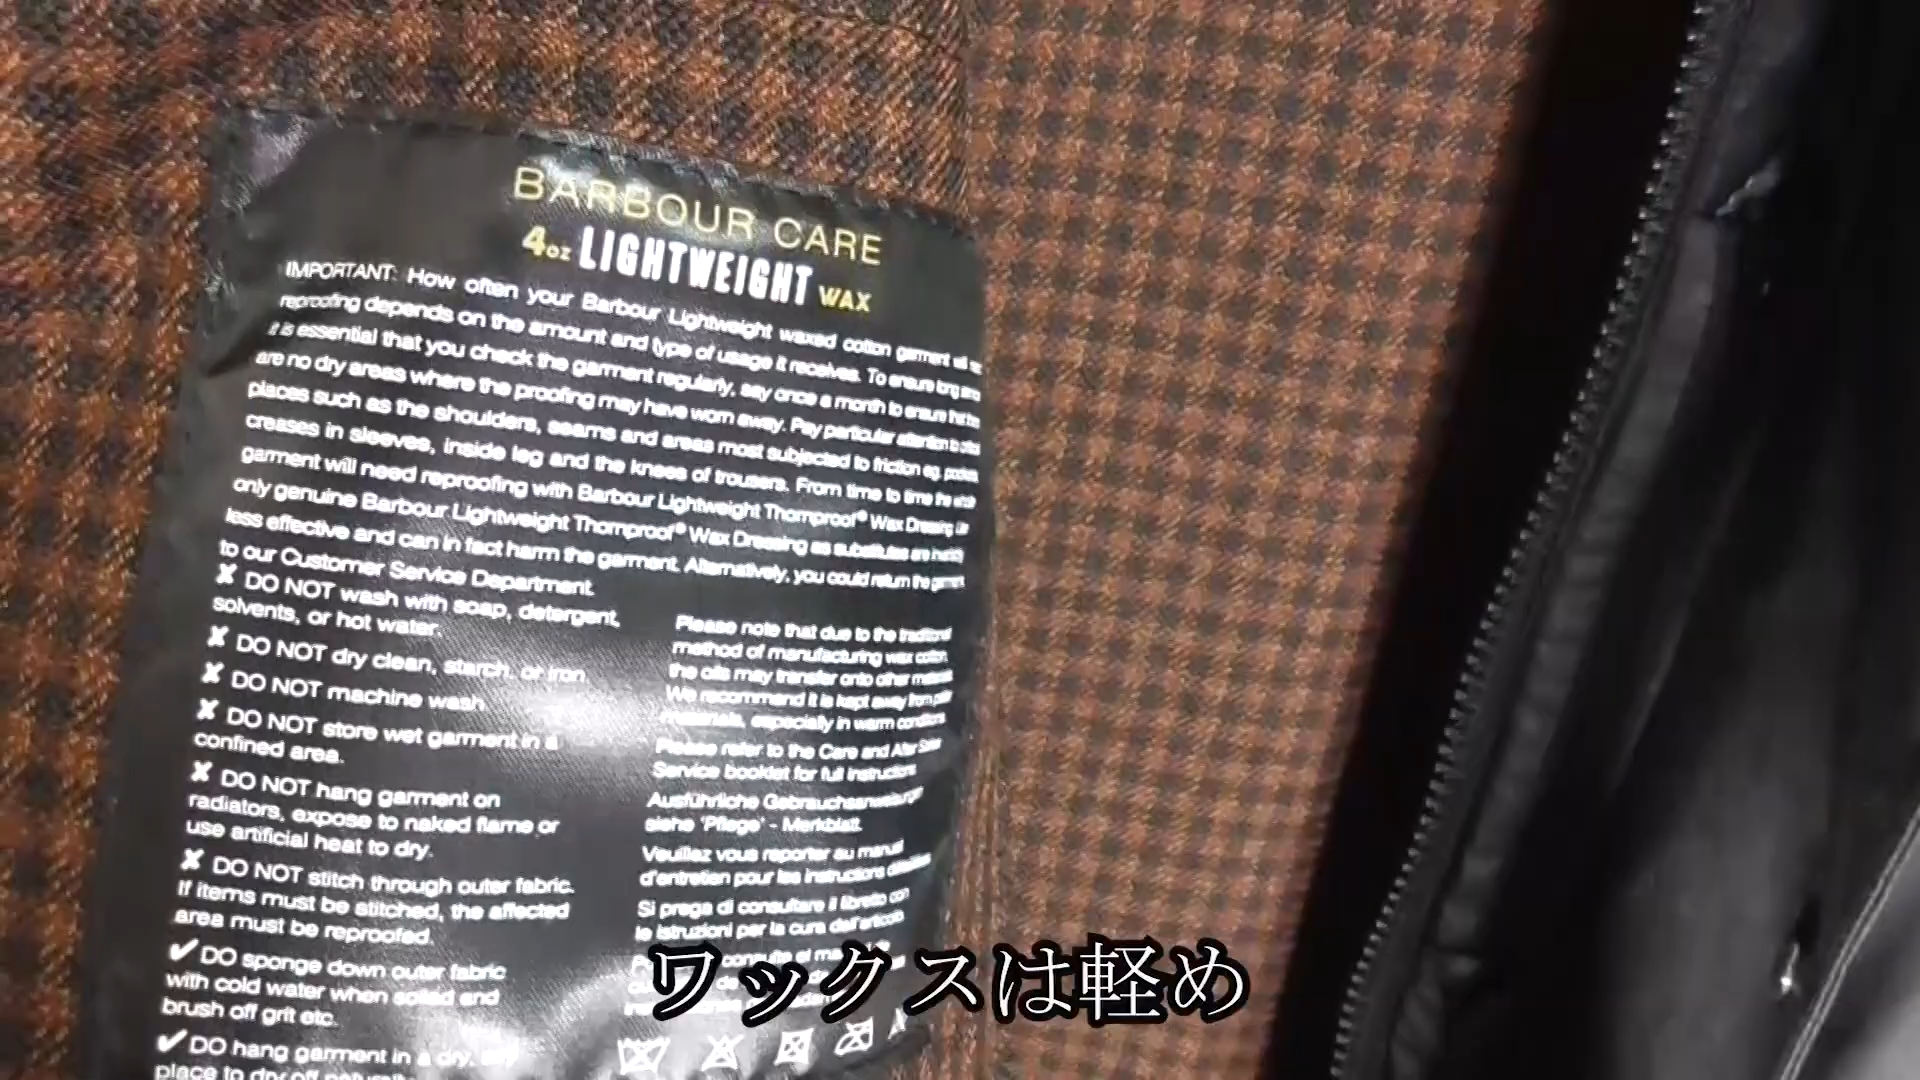 BARBOUR CARE
4oz LIGHTWEIGHT WAX
IMPORTANT: How often your Barbour Lightweight waxed cotton garment
reproofing depends on the amount and type of usage it receives. To ensure long
it is essential that you check the garment regularly, say once a month to ensure
are no dry areas where the proofing may have worn away. Pay particular attention to
places such as the shoulders, seams and areas most subjected to friction eg.
creases in sleeves, inside leg and the knees of trousers. From time to time the
garment will need reproofing with Barbour Lightweight Thornproof® Wax Dressing
only genuine Barbour Lightweight Thornproof® Wax Dressing as substitutes are
less effective and can in fact harm the garment. Alternatively, you could return the
to our Customer Service Department.
✘ DO NOT wash with soap, detergent,
solvents, or hot water.
✘ DO NOT dry clean, starch, or iron.
✘ DO NOT machine wash
✘ DO NOT store wet garment in a
confined area.
✘ DO NOT hang garment on
radiators, expose to naked flame or
use artificial heat to dry.
✘ DO NOT stitch through outer fabric.
If items must be stitched, the affected
area must be reproofed.
✔ DO sponge down outer fabric
with cold water when soiled and
brush off grit etc.
✔ DO hang garment in a dry,
place to dry off
Please note that due to the traditional
method of manufacturing wax cotton,
the oils may transfer onto other
We recommend it is kept away from
materials, especially in warm conditions
Please refer to the Care and After Sales
Service booklet for full instructions
Ausführliche Gebrauchsanweisungen
siehe 'Pflege' - Merkblatt.
Veuillez vous reporter au manuel
d'entretien pour les instructions
Si prega di consultare il libretto con
le istruzioni per la cura dell'articolo
ワックスは軽め